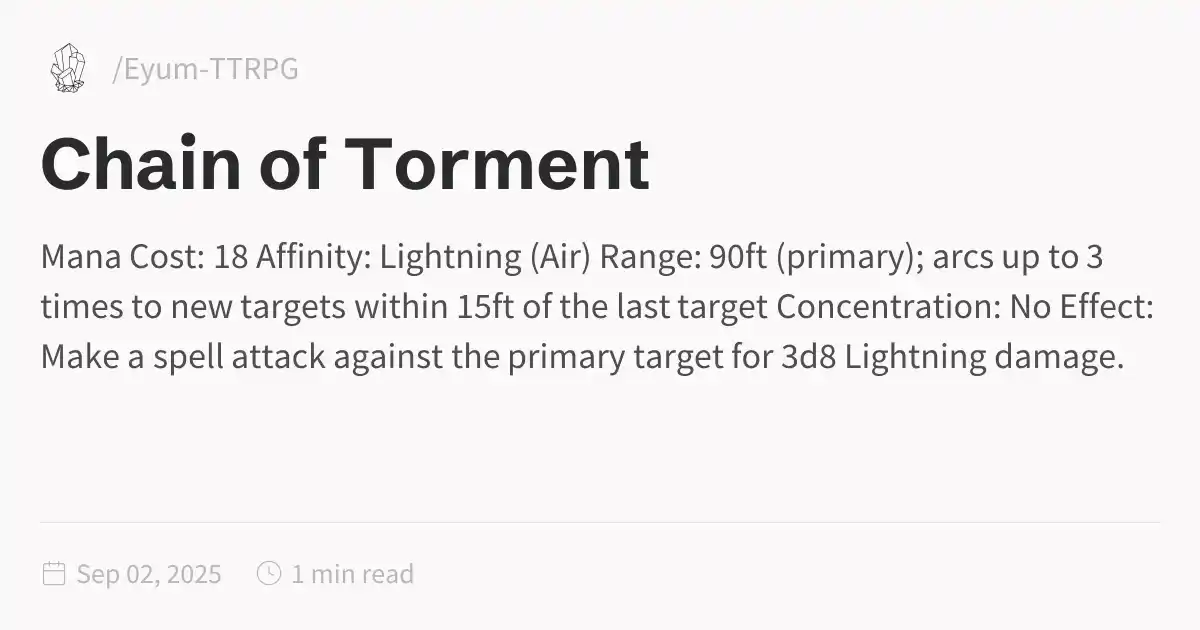 /Eyum-TTRPG
Chain of Torment
Mana Cost: 18 Affinity: Lightning (Air) Range: 90ft (primary); arcs up to 3
times to new targets within 15ft of the last target Concentration: No Effect:
Make a spell attack against the primary target for 3d8 Lightning damage.
Sep 02, 2025 1 min read